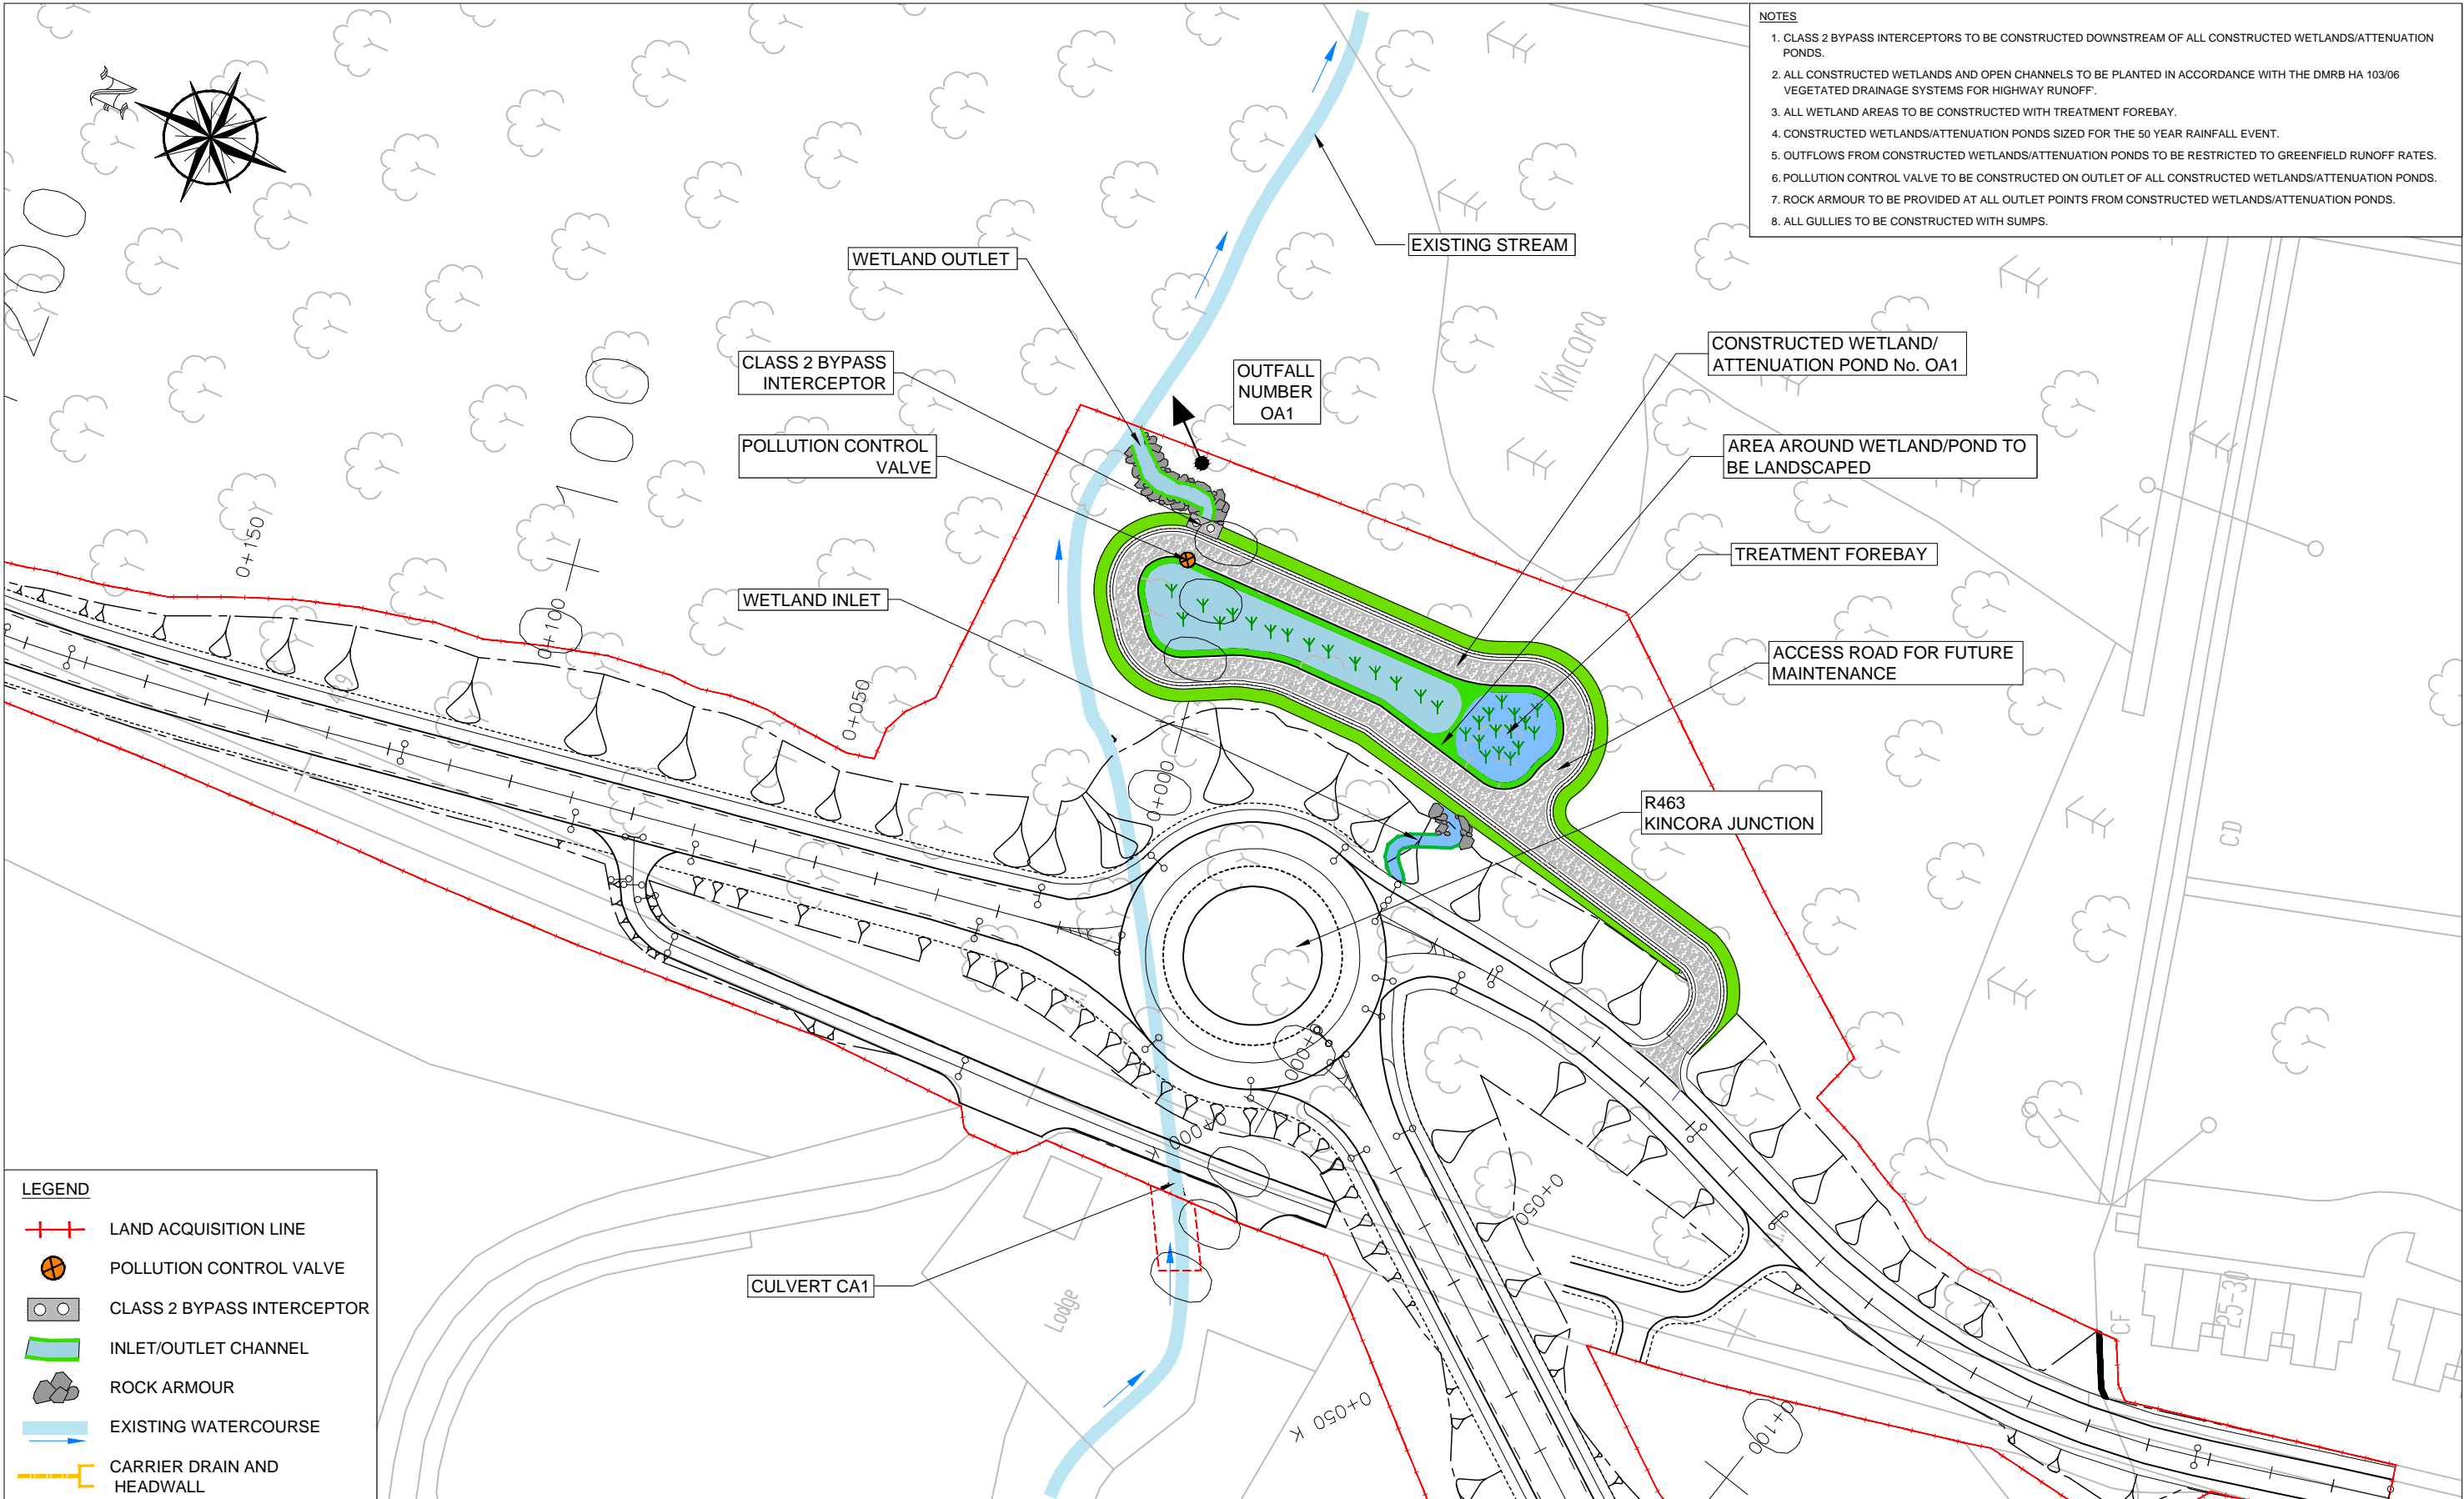 NOTES
1. CLASS 2 BYPASS INTERCEPTORS TO BE CONSTRUCTED DOWNSTREAM OF ALL CONSTRUCTED WETLANDS/ATTENUATION
PONDS.
2. ALL CONSTRUCTED WETLANDS AND OPEN CHANNELS TO BE PLANTED IN ACCORDANCE WITH THE DMRB HA 103/06
VEGETATED DRAINAGE SYSTEMS FOR HIGHWAY RUNOFF'.
3. ALL WETLAND AREAS TO BE CONSTRUCTED WITH TREATMENT FOREBAY.
4. CONSTRUCTED WETLANDS/ATTENUATION PONDS SIZED FOR THE 50 YEAR RAINFALL EVENT.
5. OUTFLOWS FROM CONSTRUCTED WETLANDS/ATTENUATION PONDS TO BE RESTRICTED TO GREENFIELD RUNOFF RATES.
6. POLLUTION CONTROL VALVE TO BE CONSTRUCTED ON OUTLET OF ALL CONSTRUCTED WETLANDS/ATTENUATION PONDS.
7. ROCK ARMOUR TO BE PROVIDED AT ALL OUTLET POINTS FROM CONSTRUCTED WETLANDS/ATTENUATION PONDS.
8. ALL GULLIES TO BE CONSTRUCTED WITH SUMPS.
N
EXISTING STREAM
WETLAND OUTLET
CLASS 2 BYPASS
INTERCEPTOR
OUTFALL
NUMBER
OA1
Kincora
CONSTRUCTED WETLAND/
ATTENUATION POND No. OA1
POLLUTION CONTROL
VALVE
AREA AROUND WETLAND/POND TO
BE LANDSCAPED
0+150
TREATMENT FOREBAY
0+100
WETLAND INLET
ACCESS ROAD FOR FUTURE
MAINTENANCE
0+050
0+000
R463
KINCORA JUNCTION
CD
0+000
0+000
0+050
CULVERT CA1
Lodge
25-30
CF
0+050 K
0+100
LEGEND
LAND ACQUISITION LINE
POLLUTION CONTROL VALVE
CLASS 2 BYPASS INTERCEPTOR
INLET/OUTLET CHANNEL
ROCK ARMOUR
EXISTING WATERCOURSE
CARRIER DRAIN AND
HEADWALL